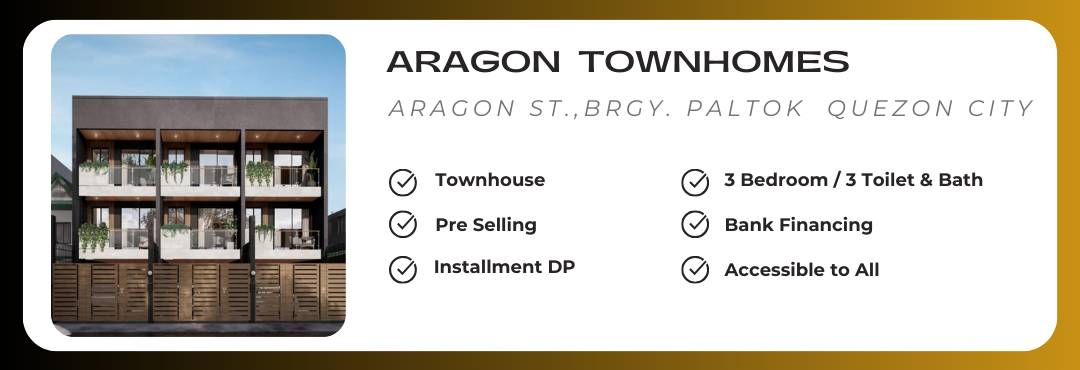 ARAGON TOWNHOMES
ARAGON ST.,BRGY. PALTOK QUEZON CITY
Townhouse
Pre Selling
Installment DP
3 Bedroom / 3 Toilet & Bath
Bank Financing
Accessible to All